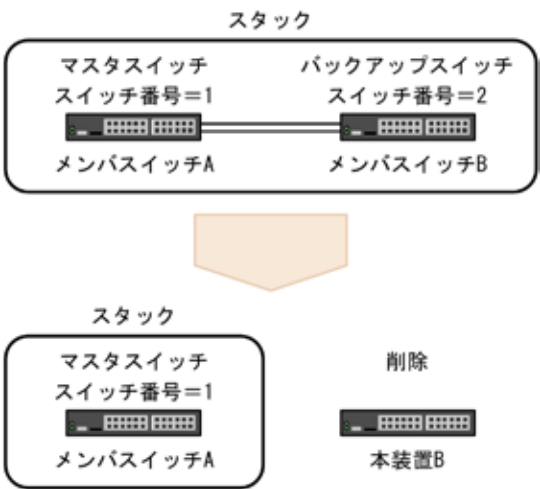 スタック
マスタスイッチ
バックアップスイッチ
スイッチ番号=1
スイッチ番号=2
メンバスイッチA
メンバスイッチB
スタック
マスタスイッチ
削除
スイッチ番号=1
メンバスイッチA
本装置B